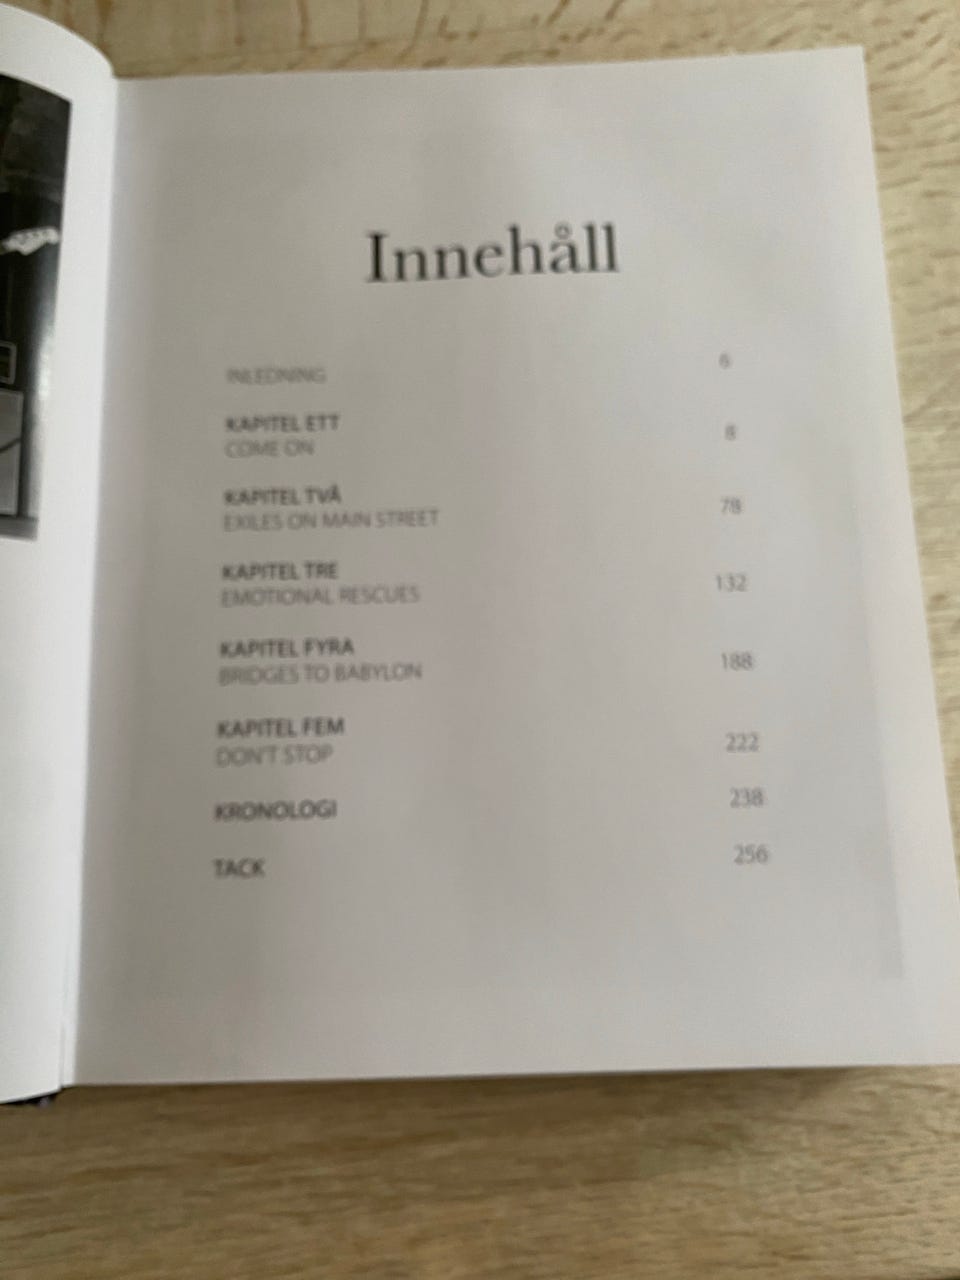 Innehåll
INLEDNING 6
KAPITEL ETT
COME ON 8
KAPITEL TVÅ
EXILES ON MAIN STREET 78
KAPITEL TRE
EMOTIONAL RESCUES 132
KAPITEL FYRA
BRIDGES TO BABYLON 188
KAPITEL FEM
DON'T STOP 222
KRONOLOGI 238
TACK 256